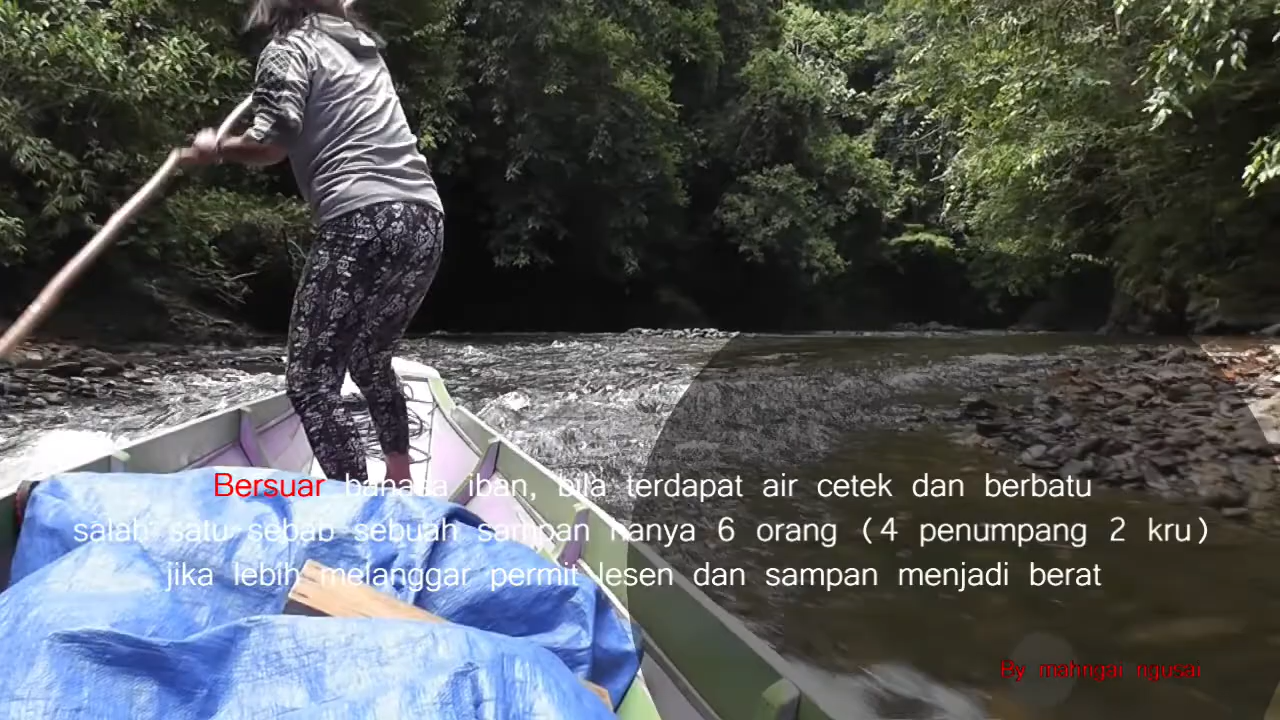 Bersuar bahasa iban, bila terdapat air cetek dan berbatu
salah satu sebab sebuah sampan hanya 6 orang (4 penumpang 2 kru)
jika lebih melanggar permit lesen dan sampan menjadi berat
By mahngai ngusai